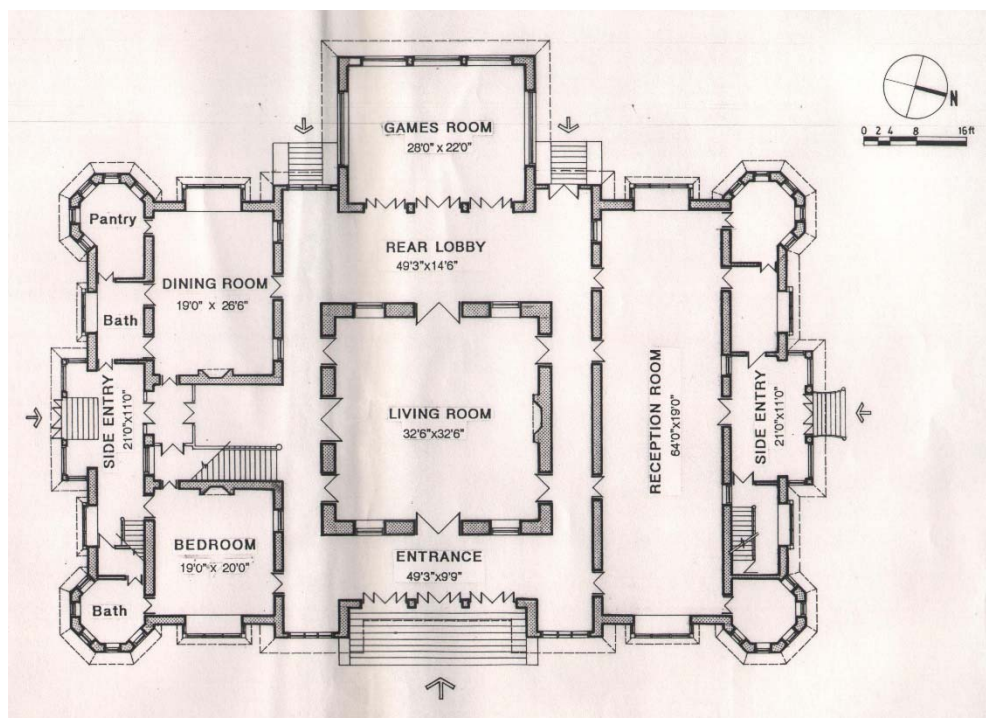 GAMES ROOM
28'0" x 22'0"
N
0 2 4 8 16ft
Pantry
REAR LOBBY
49'3"x14'6"
DINING ROOM
19'0" x 26'6"
Bath
SIDE ENTRY
21'0"x11'0"
LIVING ROOM
32'6"x32'6"
RECEPTION ROOM
64'0"x19'0"
SIDE ENTRY
21'0"x11'0"
BEDROOM
19'0" x 20'0"
ENTRANCE
49'3"x9'9"
Bath